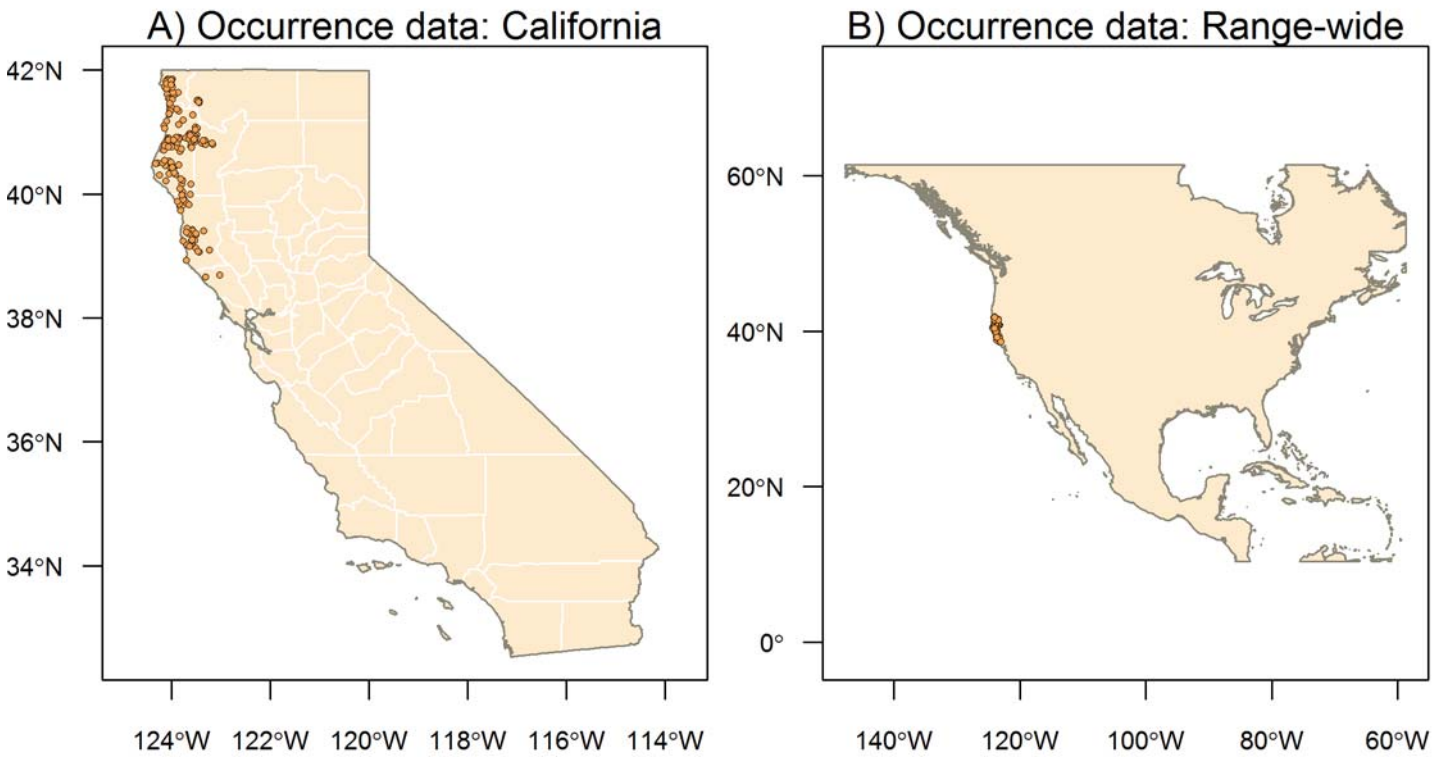 A) Occurrence data: California
42°N
40°N
38°N
36°N
34°N
124°W 122°W 120°W 118°W 116°W 114°W
B) Occurrence data: Range-wide
60°N
40°N
20°N
0°
140°W 120°W 100°W 80°W 60°W